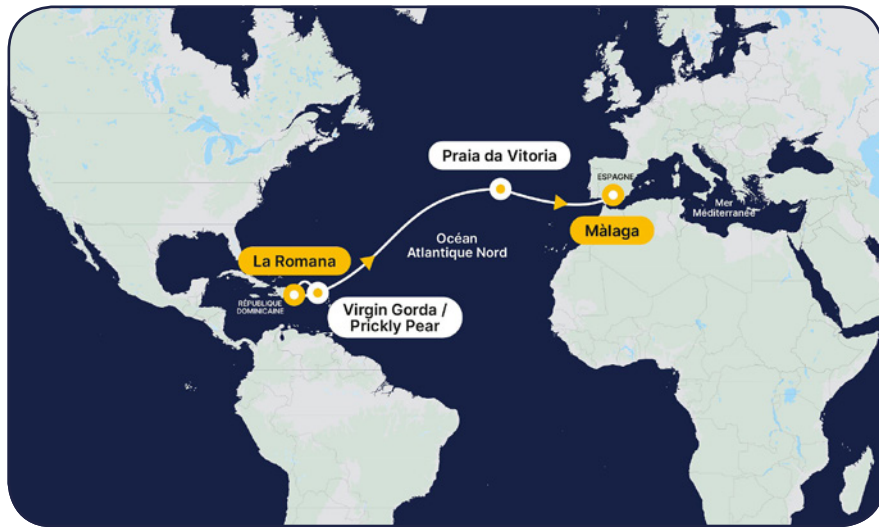 Praia da Vitoria
ESPAGNE
Mer
Méditerranée
Màlaga
Océan
Atlantique Nord
La Romana
RÉPUBLIQUE
DOMINICAINE
Virgin Gorda /
Prickly Pear